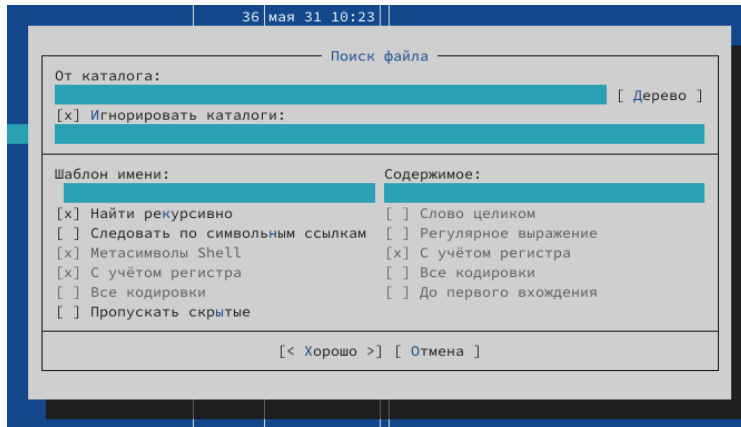 36 мая 31 10:23
Поиск файла
От каталога:
[ Дерево ]
[x] Игнорировать каталоги:
Шаблон имени:
Содержимое:
[x] Найти рекурсивно
[ ] Следовать по символьным ссылкам
[x] Метасимволы Shell
[x] С учётом регистра
[ ] Все кодировки
[ ] Пропускать скрытые
[ ] Слово целиком
[ ] Регулярное выражение
[x] С учётом регистра
[ ] Все кодировки
[ ] До первого вхождения
[< Хорошо >] [ Отмена ]